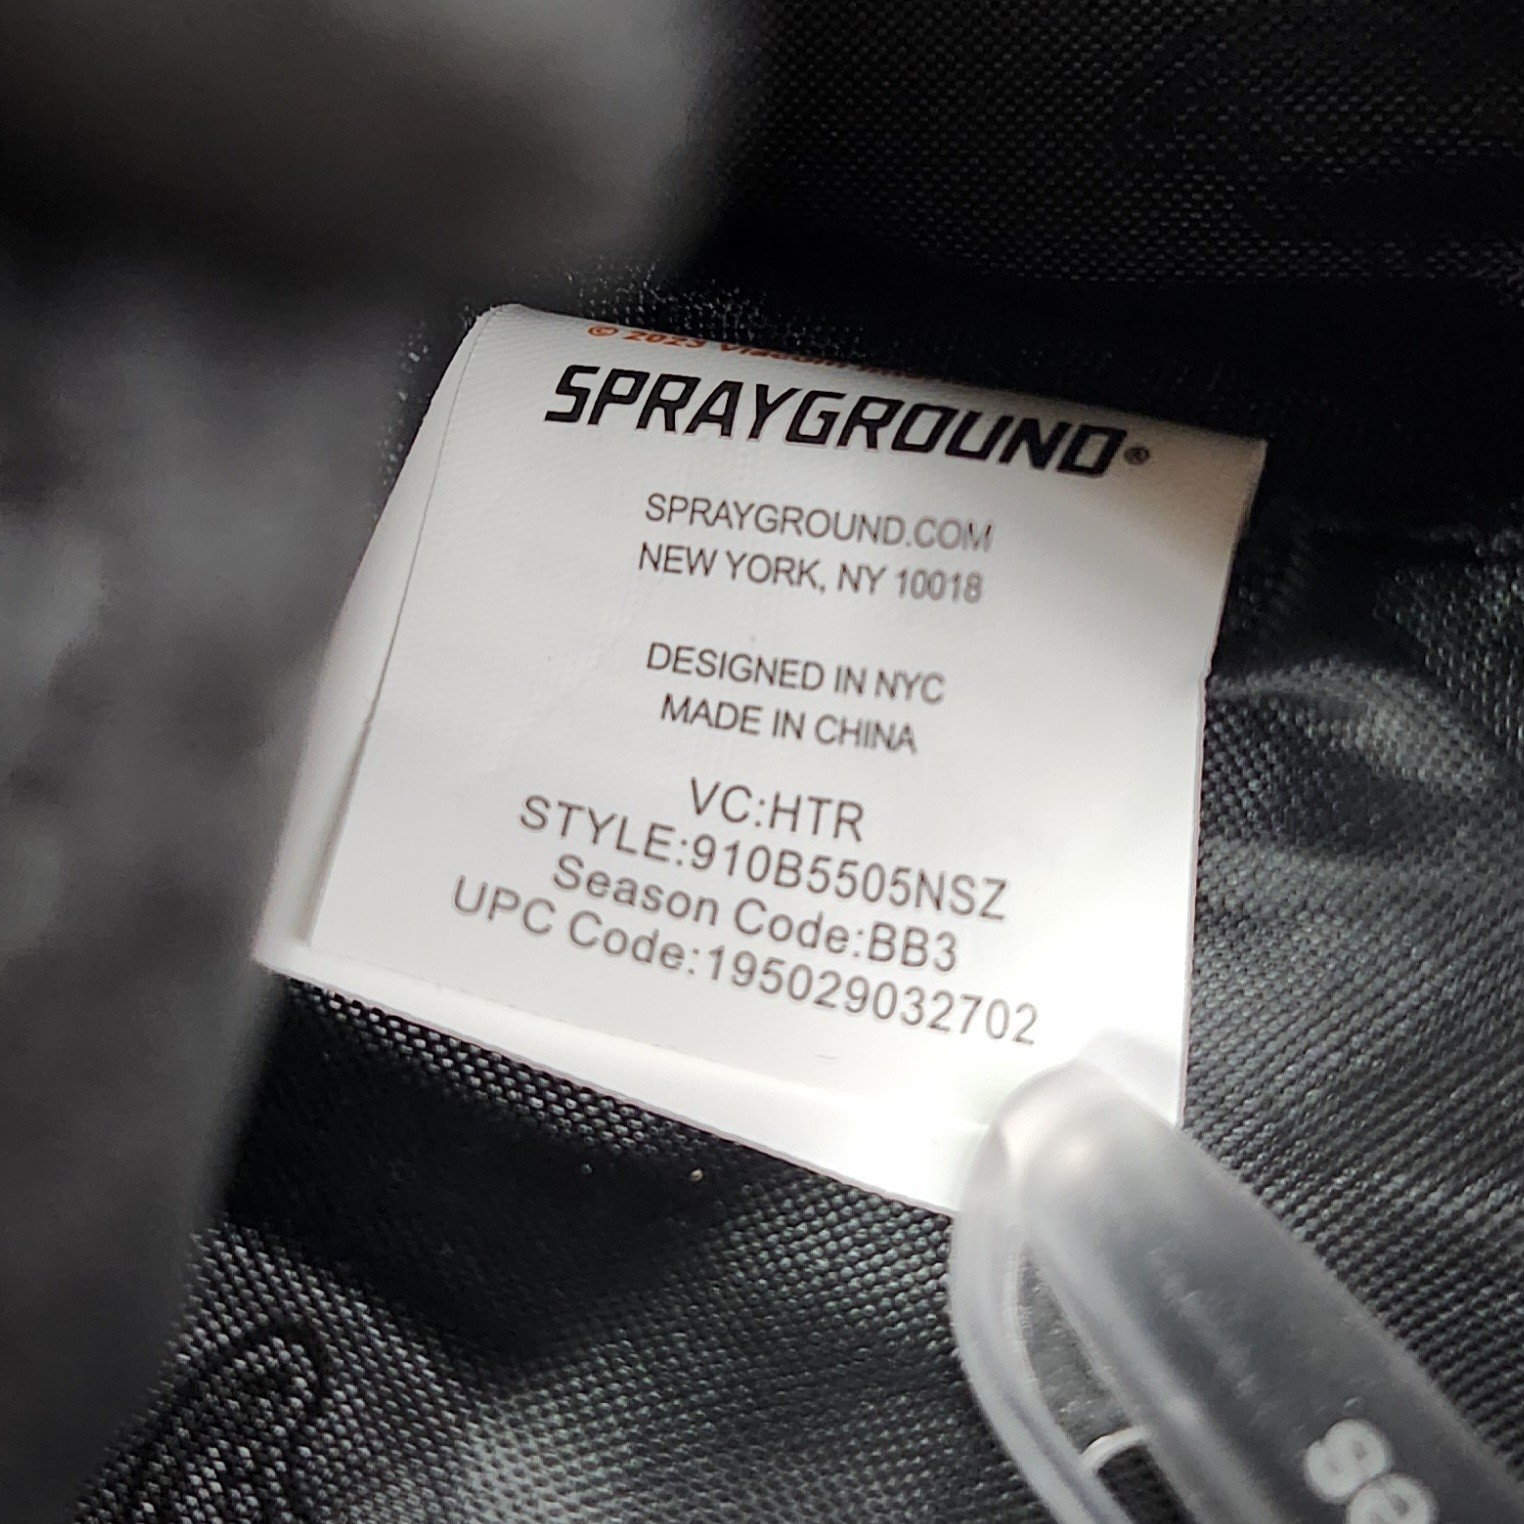 © 2023
SPRAYGROUND®
SPRAYGROUND.COM
NEW YORK, NY 10018
DESIGNED IN NYC
MADE IN CHINA
VC:HTR
STYLE:910B5505NSZ
Season Code:BB3
UPC Code:195029032702